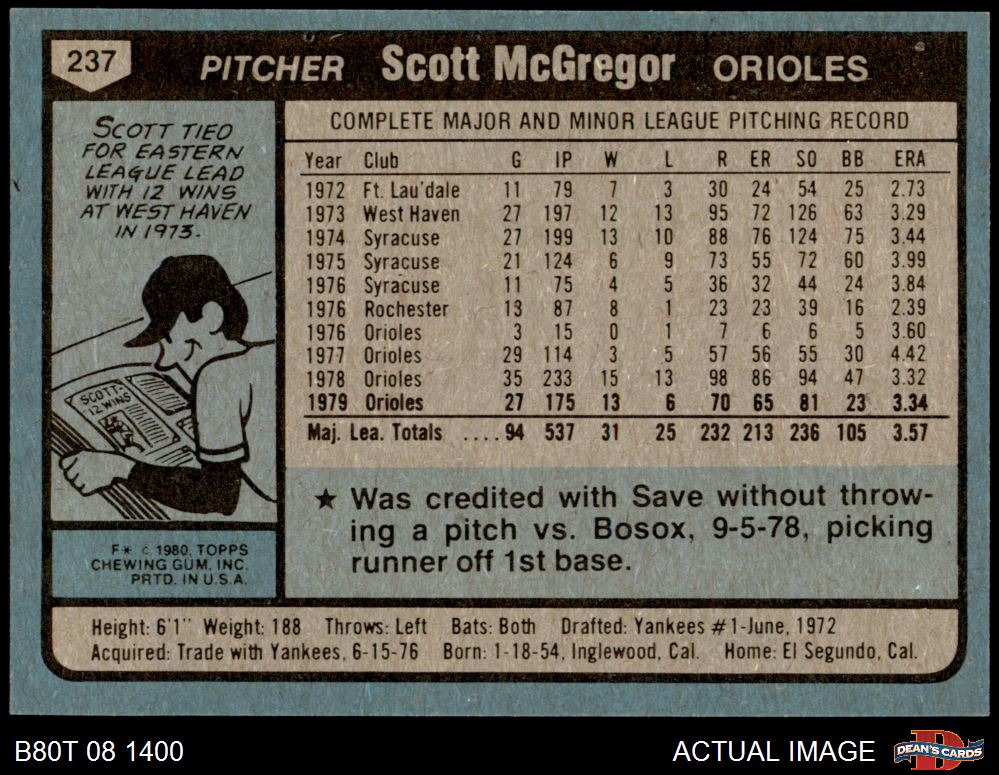 237 PITCHER Scott McGregor ORIOLES
SCOTT TIED
FOR EASTERN
LEAGUE LEAD
WITH 12 WINS
AT WEST HAVEN
IN 1973.
SCOTT-
12 WINS
F* © 1980, TOPPS
CHEWING GUM, INC.
PRTD. IN U.S.A.
COMPLETE MAJOR AND MINOR LEAGUE PITCHING RECORD
Year Club G IP W L R ER SO BB ERA
1972 Ft. Lau'dale 11 79 7 3 30 24 54 25 2.73
1973 West Haven 27 197 12 13 95 72 126 63 3.29
1974 Syracuse 27 199 13 10 88 76 124 75 3.44
1975 Syracuse 21 124 6 9 73 55 72 60 3.99
1976 Syracuse 11 75 4 5 36 32 44 24 3.84
1976 Rochester 13 87 8 1 23 23 39 16 2.39
1976 Orioles 3 15 0 1 7 6 6 5 3.60
1977 Orioles 29 114 3 5 57 56 55 30 4.42
1978 Orioles 35 233 15 13 98 86 94 47 3.32
1979 Orioles 27 175 13 6 70 65 81 23 3.34
Maj. Lea. Totals ....94 537 31 25 232 213 236 105 3.57
★ Was credited with Save without throw-
ing a pitch vs. Bosox, 9-5-78, picking
runner off 1st base.
Height: 6'1" Weight: 188 Throws: Left Bats: Both Drafted: Yankees #1-June, 1972
Acquired: Trade with Yankees, 6-15-76 Born: 1-18-54, Inglewood, Cal. Home: El Segundo, Cal.
B80T 08 1400 ACTUAL IMAGE DEAN'S CARDS